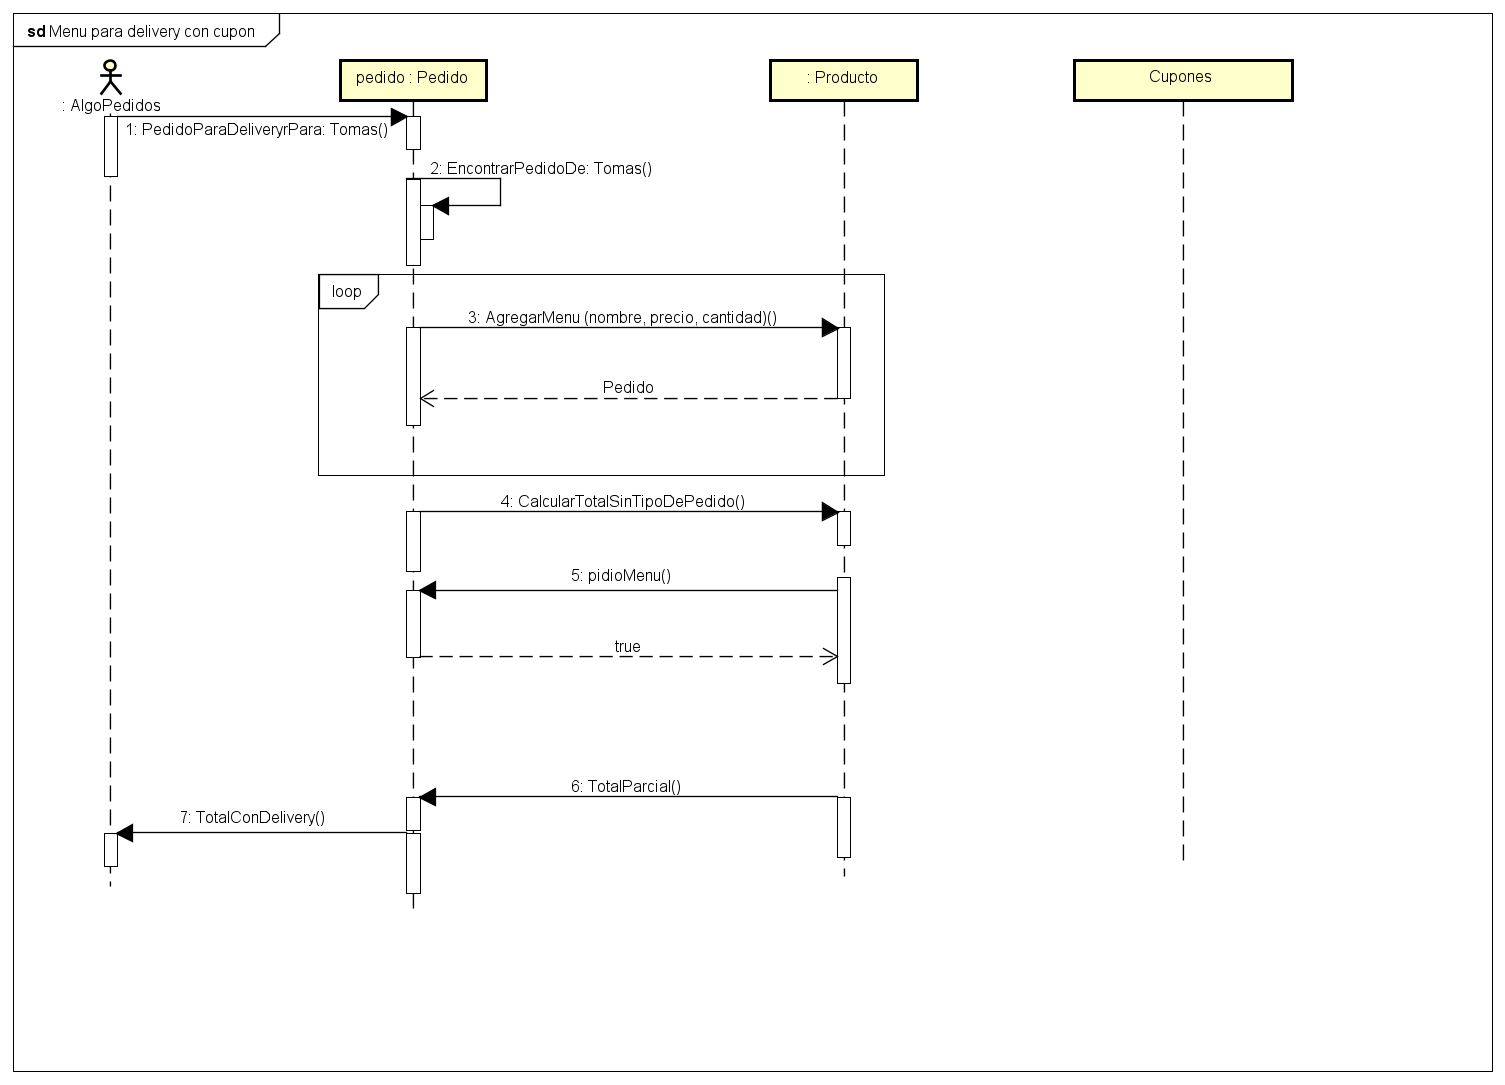 sd Menu para delivery con cupon
pedido : Pedido
: Producto
Cupones
: AlgoPedidos
1: PedidoParaDeliveryrPara: Tomas()
2: EncontrarPedidoDe: Tomas()
loop
3: AgregarMenu (nombre, precio, cantidad)()
Pedido
4: CalcularTotalSinTipoDePedido()
5: pidioMenu()
true
6: TotalParcial()
7: TotalConDelivery()